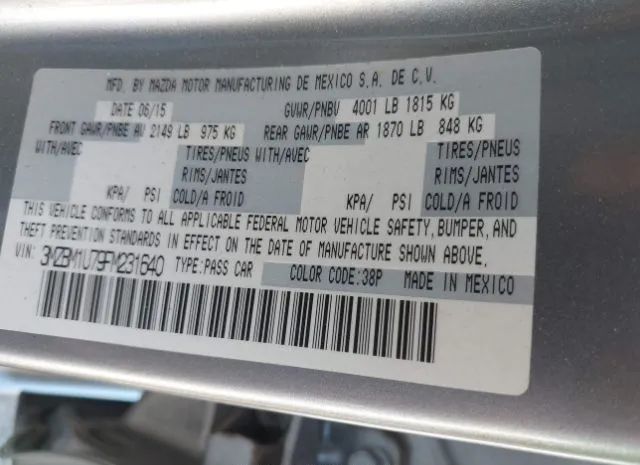 MFD. BY MAZDA MOTOR MANUFACTURING DE MEXICO S.A. DE C.V.
DATE 06/15 GVWR/PNBV 4001 LB 1815 KG
FRONT GAWR/PNBE AV 2149 LB 975 KG REAR GAWR/PNBE AR 1870 LB 848 KG
WITH/AVEC TIRES/PNEUS WITH/AVEC TIRES/PNEUS
RIMS/JANTES RIMS/JANTES
KPA/ PSI COLD/A FROID KPA/ PSI COLD/A FROID
THIS VEHICLE CONFORMS TO ALL APPLICABLE FEDERAL MOTOR VEHICLE SAFETY, BUMPER, AND
THEFT PREVENTION STANDARDS IN EFFECT ON THE DATE OF MANUFACTURE SHOWN ABOVE.
VIN: 3MZBM1U79FM231640 TYPE:PASS CAR COLOR CODE:38P MADE IN MEXICO